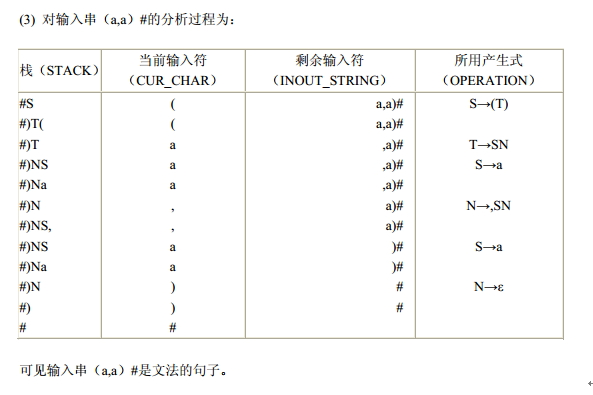 (3) 对输入串（a,a）#的分析过程为：
栈（STACK） 当前输入符（CUR_CHAR） 剩余输入符（INOUT_STRING） 所用产生式（OPERATION）
#S ( a,a)# S→(T)
#)T( ( a,a)#
#)T a ,a)# T→SN
#)NS a ,a)# S→a
#)Na a ,a)#
#)N , a)# N→,SN
#)NS, , a)#
#)NS a )# S→a
#)Na a )#
#)N ) # N→ε
#) ) #
# #
可见输入串（a,a）#是文法的句子。